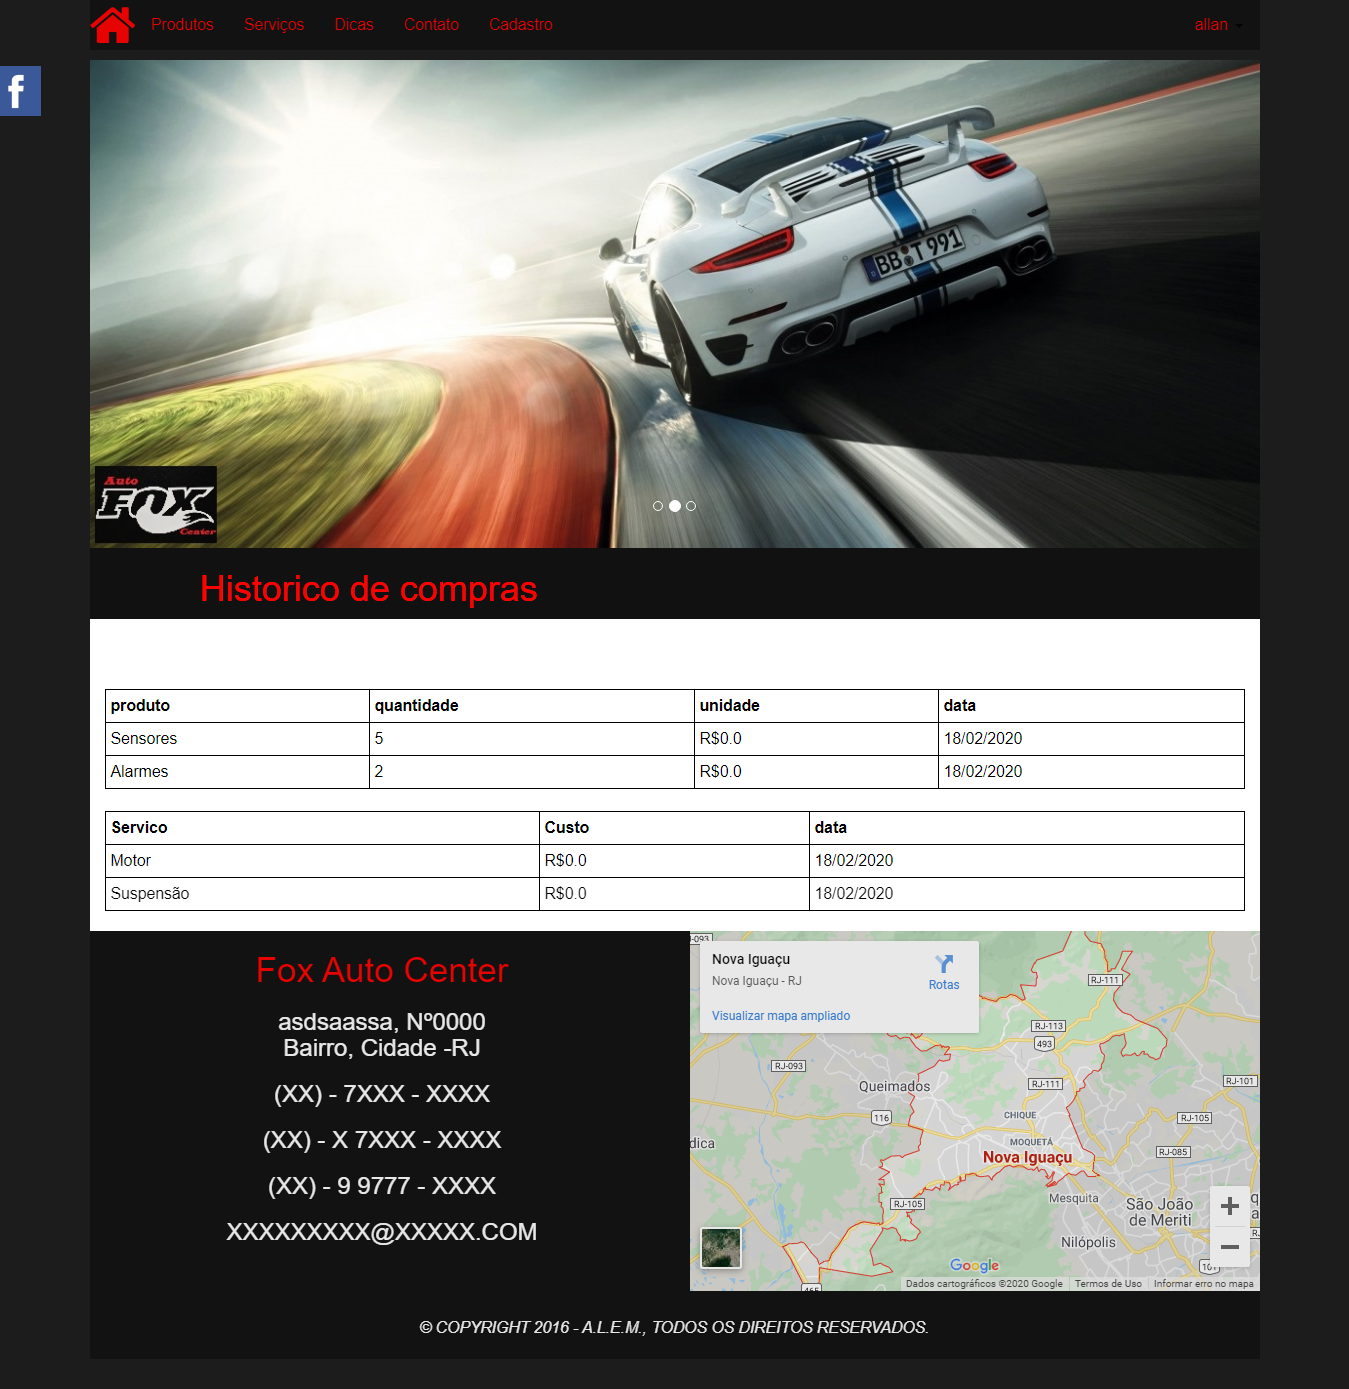 Produtos Serviços Dicas Contato Cadastro allan
f
BB T 991
Auto
FOX
Center
Historico de compras
produto quantidade unidade data
Sensores 5 R$0.0 18/02/2020
Alarmes 2 R$0.0 18/02/2020
Servico Custo data
Motor R$0.0 18/02/2020
Suspensão R$0.0 18/02/2020
Fox Auto Center
asdsaassa, Nº0000
Bairro, Cidade -RJ
(XX) - 7XXX - XXXX
(XX) - X 7XXX - XXXX
(XX) - 9 9777 - XXXX
XXXXXXXXX@XXXXX.COM
RJ-093
Nova Iguaçu
Nova Iguaçu - RJ
Rotas
Visualizar mapa ampliado
RJ-111
RJ-113
493
RJ-093
RJ-111
RJ-101
Queimados
116
CHIQUE
RJ-105
dica
MOQUETÁ
Nova Iguaçu
RJ-085
RJ-105
Mesquita
São João
de Meriti
Nilópolis
101
465
Google
Dados cartográficos ©2020 Google Termos de Uso Informar erro no mapa
© COPYRIGHT 2016 - A.L.E.M., TODOS OS DIREITOS RESERVADOS.